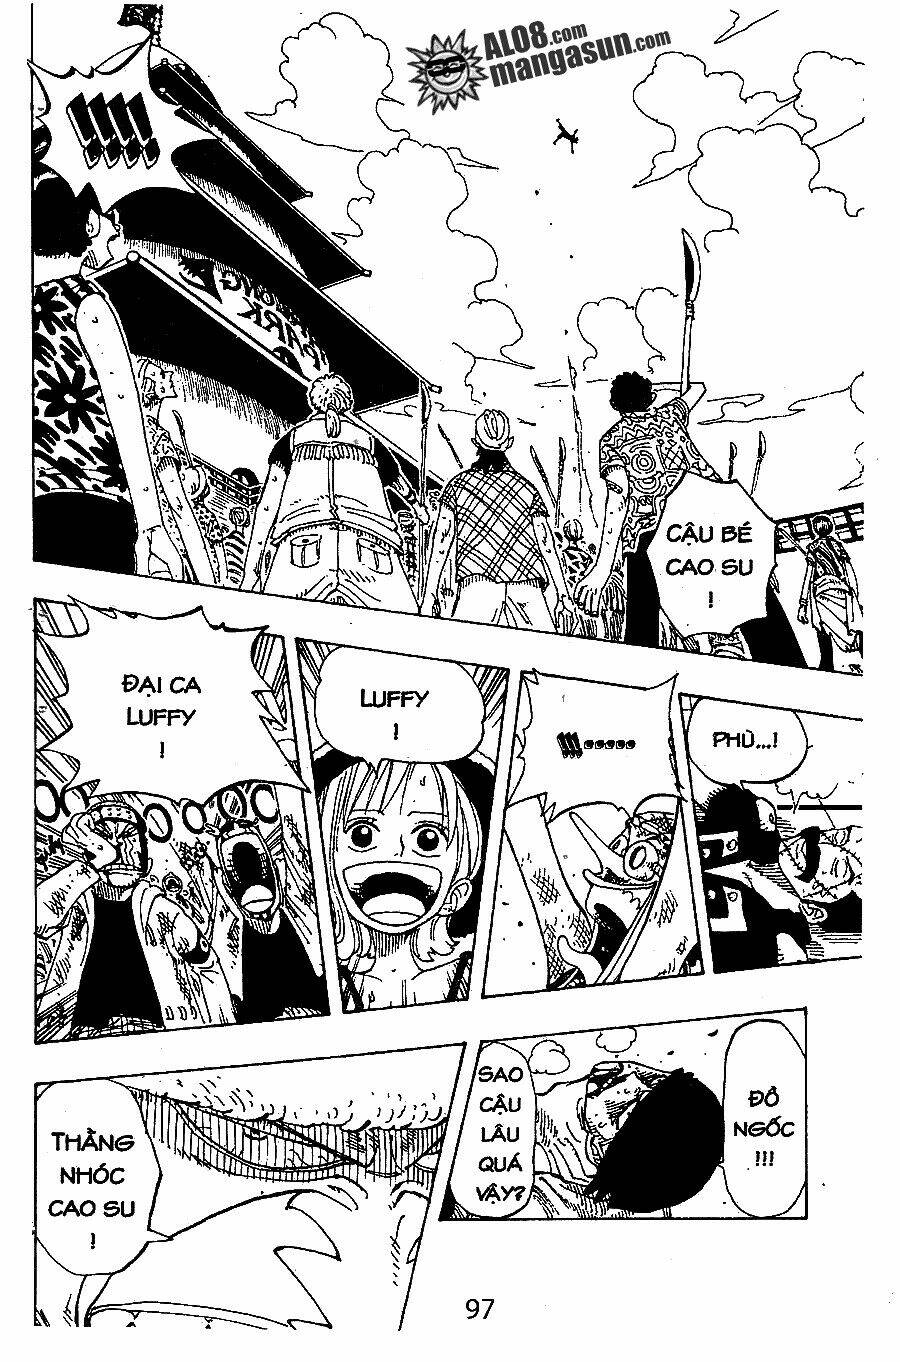 AL08.com
mangasun.com
!!!!
CẬU BÉ
CAO SU
!
PHÙ...!
!!!
LUFFY
!
ĐẠI CA
LUFFY
!
ĐỒ
NGỐC
!!!
SAO
CẬU
LÂU
QUÁ
VẬY?
THẰNG
NHÓC
CAO SU
!
97